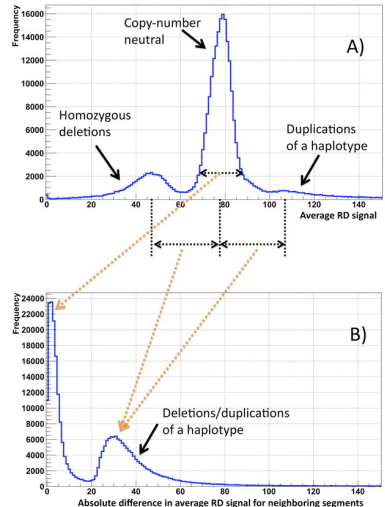 Frequency
Copy-number
neutral
A)
16000
14000
12000
10000
8000
6000
4000
2000
0
Homozygous
deletions
Duplications
of a haplotype
0 20 40 60 80 100 120 140
Average RD signal
Frequency
B)
24000
22000
20000
18000
16000
14000
12000
10000
8000
6000
4000
2000
0
Deletions/duplications
of a haplotype
0 20 40 60 80 100 120 140
Absolute difference in average RD signal for neighboring segments